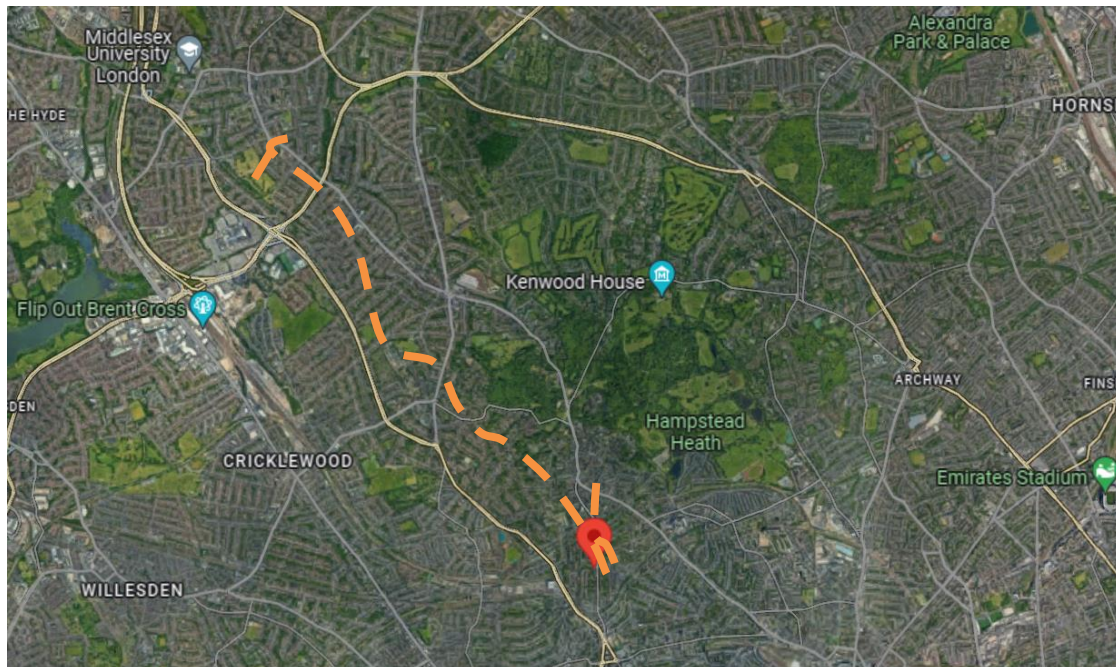 Middlesex
University
London
Alexandra
Park & Palace
HE HYDE
HORNS
Kenwood House
Flip Out Brent Cross
ARCHWAY
FINS
DEN
Hampstead
Heath
CRICKLEWOOD
Emirates Stadium
WILLESDEN